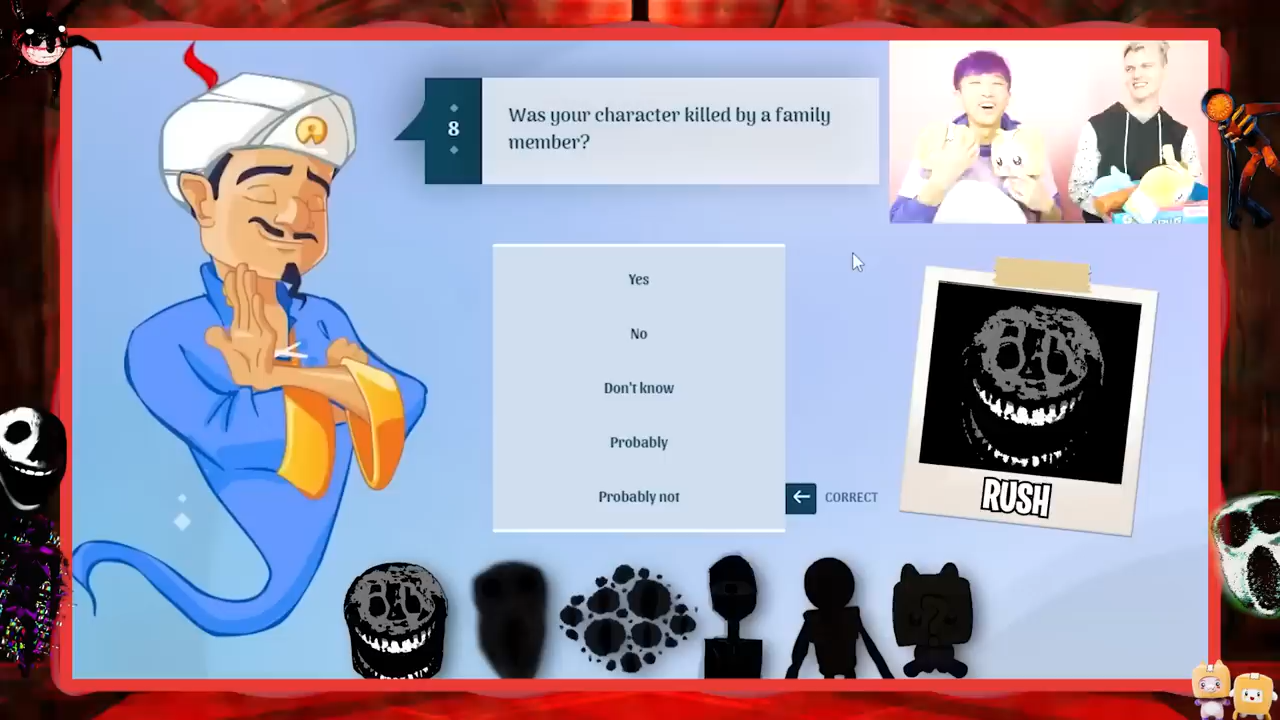 8
Was your character killed by a family
member?
Yes
No
Don't know
Probably
Probably not
CORRECT
RUSH
?